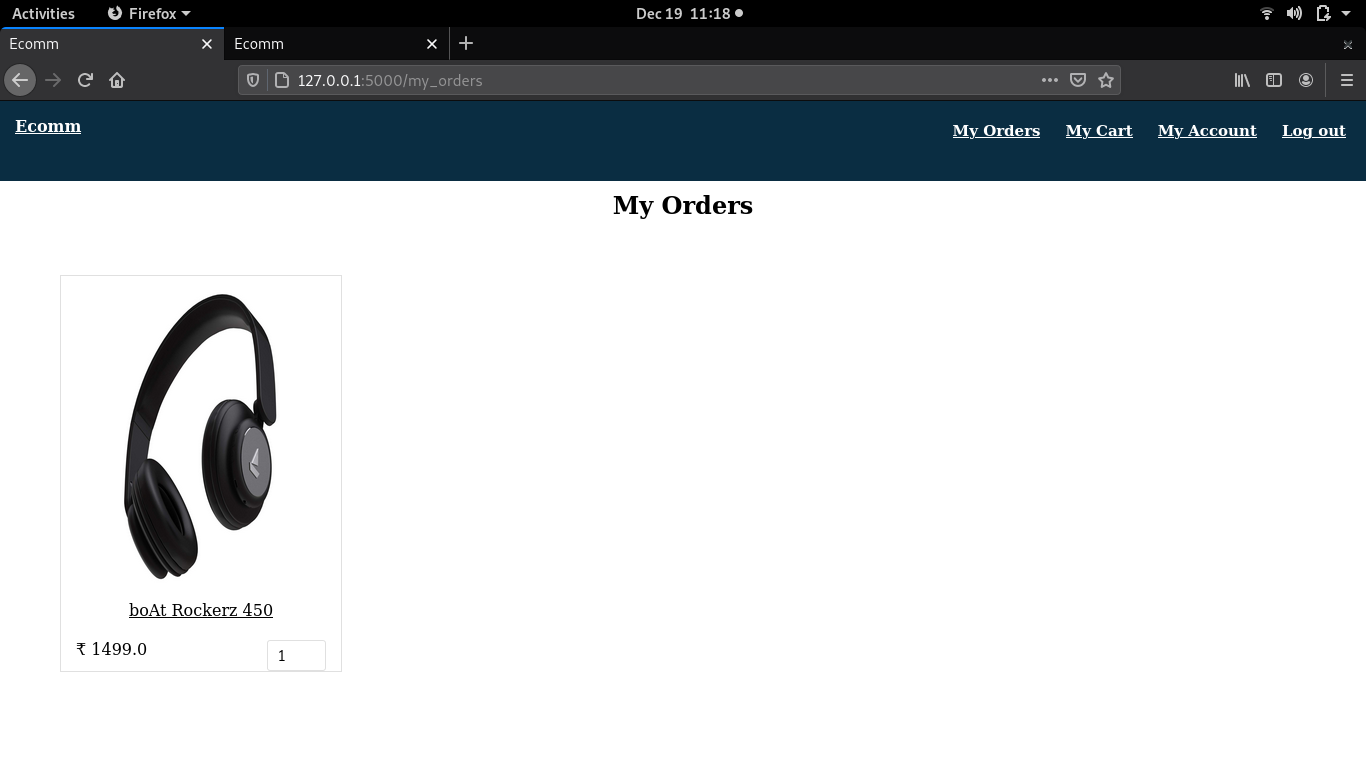 Activities Firefox Dec 19 11:18
Ecomm Ecomm
127.0.0.1:5000/my_orders
Ecomm My Orders My Cart My Account Log out
My Orders
boAt Rockerz 450
₹ 1499.0 1